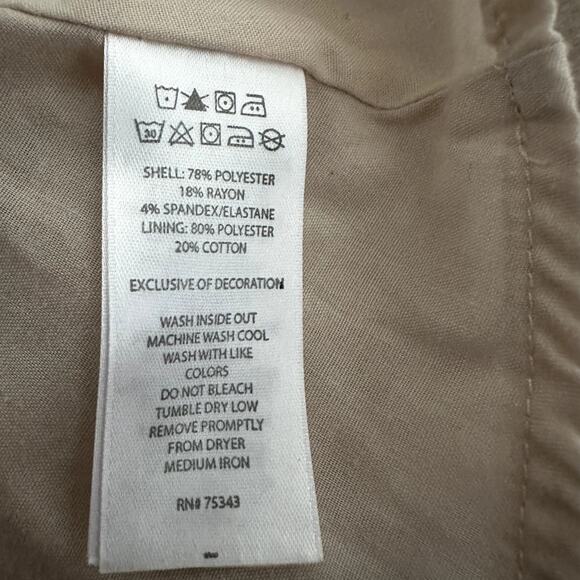 30
SHELL: 78% POLYESTER
18% RAYON
4% SPANDEX/ELASTANE
LINING: 80% POLYESTER
20% COTTON
EXCLUSIVE OF DECORATION
WASH INSIDE OUT
MACHINE WASH COOL
WASH WITH LIKE
COLORS
DO NOT BLEACH
TUMBLE DRY LOW
REMOVE PROMPTLY
FROM DRYER
MEDIUM IRON
RN# 75343